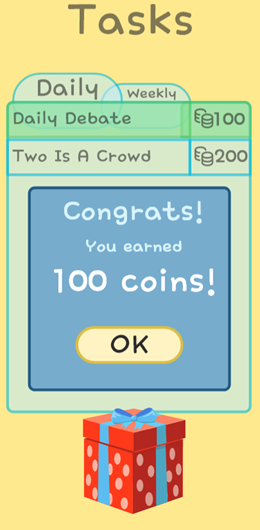 Tasks
Daily
Weekly
Daily Debate 100
Two Is A Crowd 200
Congrats!
You earned
100 coins!
OK